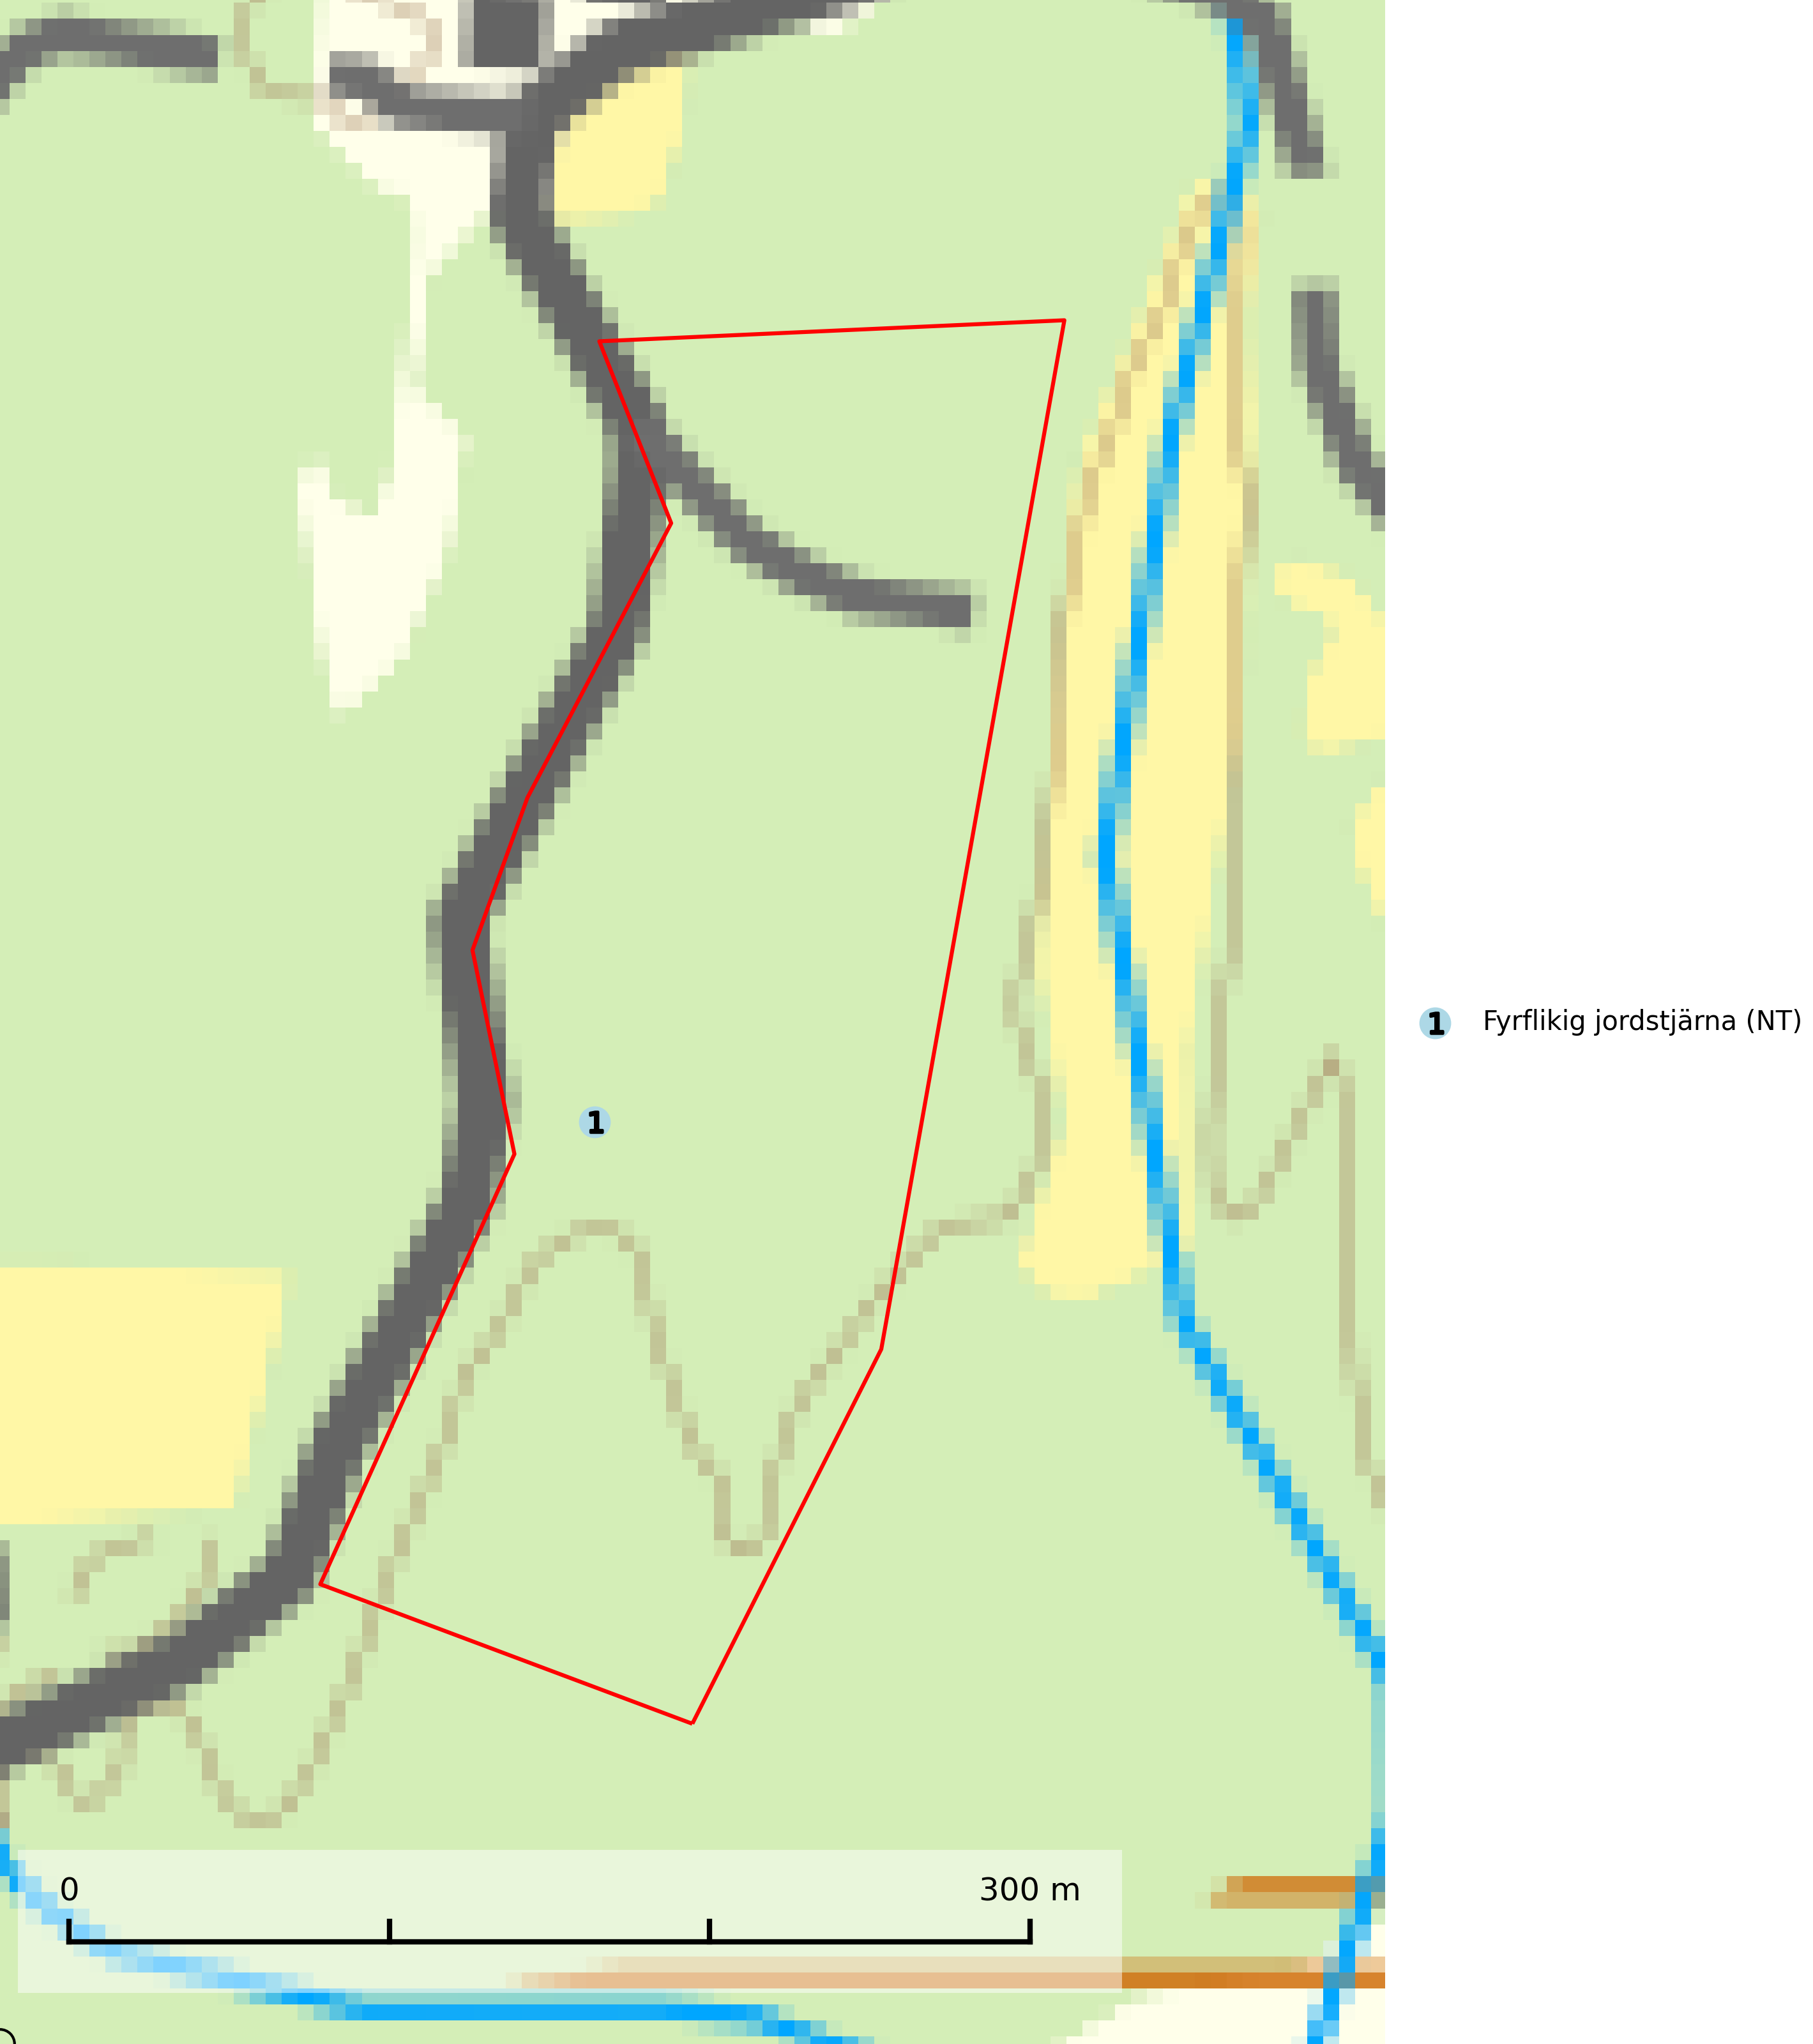 1 Fyrflikig jordstjärna (NT)
1
0 300 m